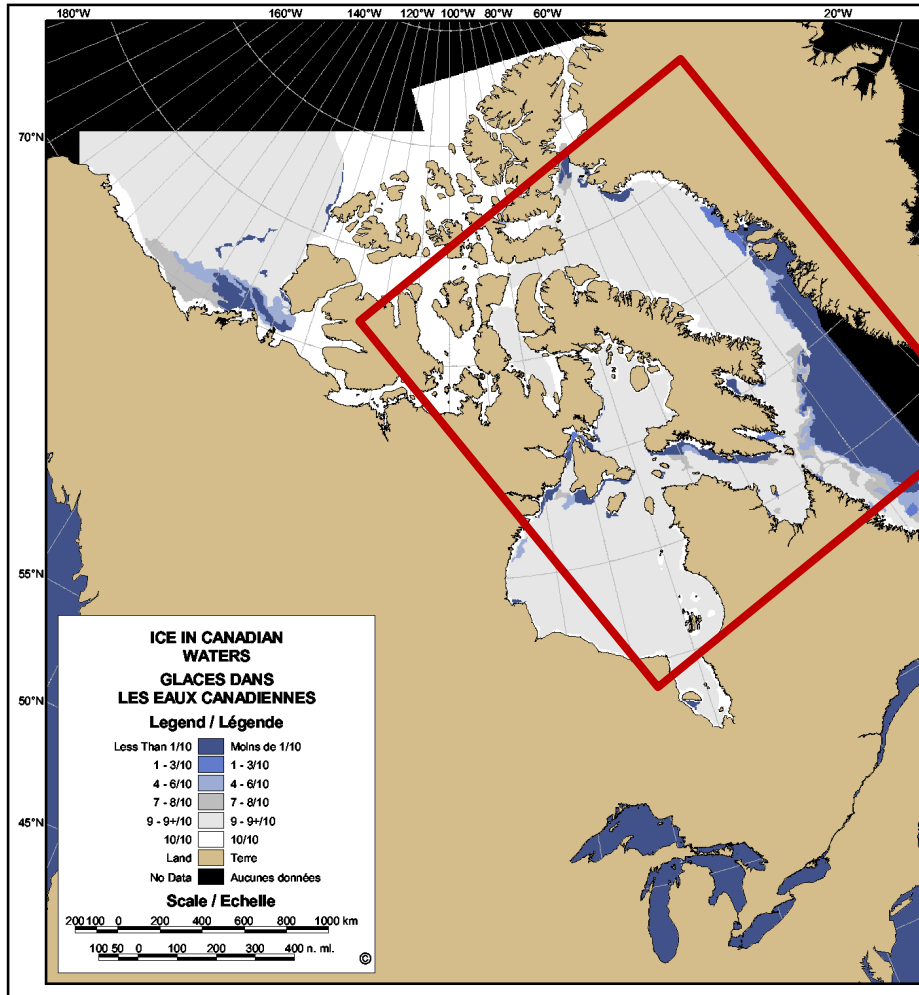 180°W 160°W 140°W 120°W 100°W 80°W 60°W 20°W
70°N
55°N
50°N
45°N
ICE IN CANADIAN
WATERS
GLACES DANS
LES EAUX CANADIENNES
Legend / Légende
Less Than 1/10 Moins de 1/10
1 - 3/10 1 - 3/10
4 - 6/10 4 - 6/10
7 - 8/10 7 - 8/10
9 - 9+/10 9 - 9+/10
10/10 10/10
Land Terre
No Data Aucunes données
Scale / Echelle
200 100 0 200 400 600 800 1000 km
100 50 0 100 200 300 400 n. mi.
©